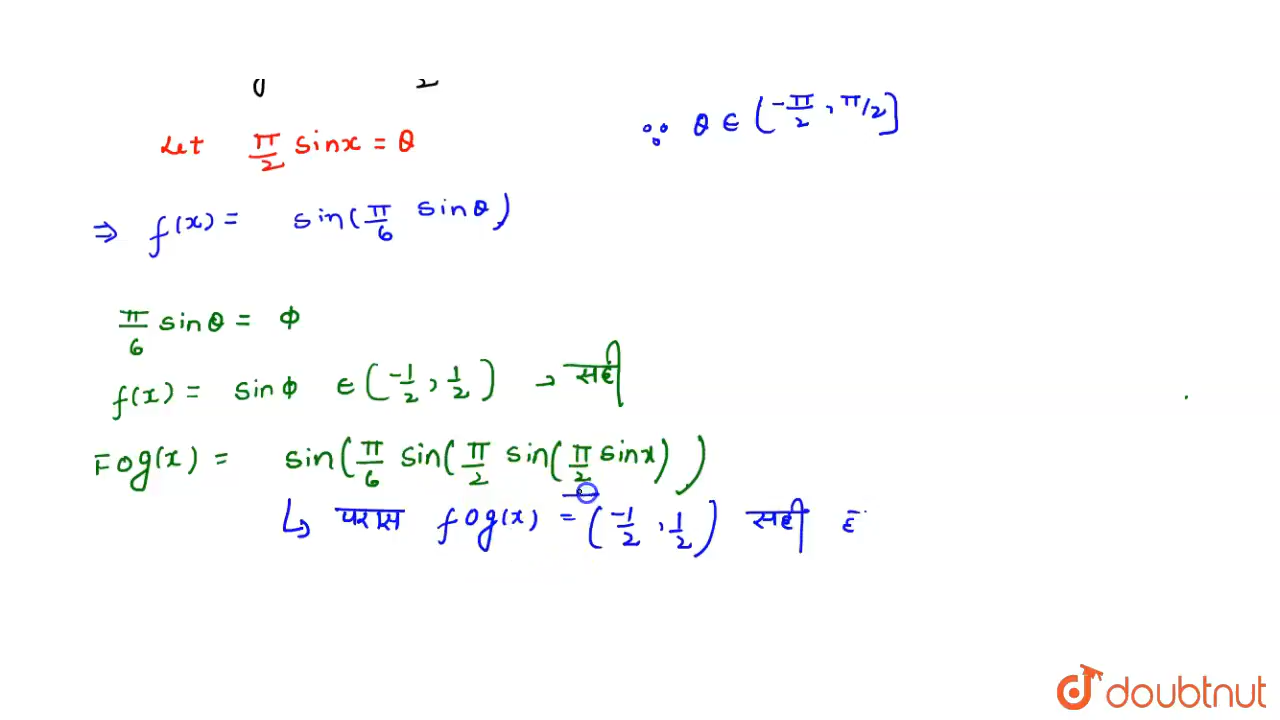 Let π/2 sinx = θ
∵ θ ∈ [-π/2, π/2]
⇒ f(x) = sin(π/6 sinθ)
π/6 sinθ = ϕ
f(x) = sinϕ ∈ [-1/2, 1/2] → सही
Fog(x) = sin(π/6 sin(π/2 sin(π/2 sinx))
↳ परास fog(x) = [-1/2, 1/2] सही ह
doubtnut